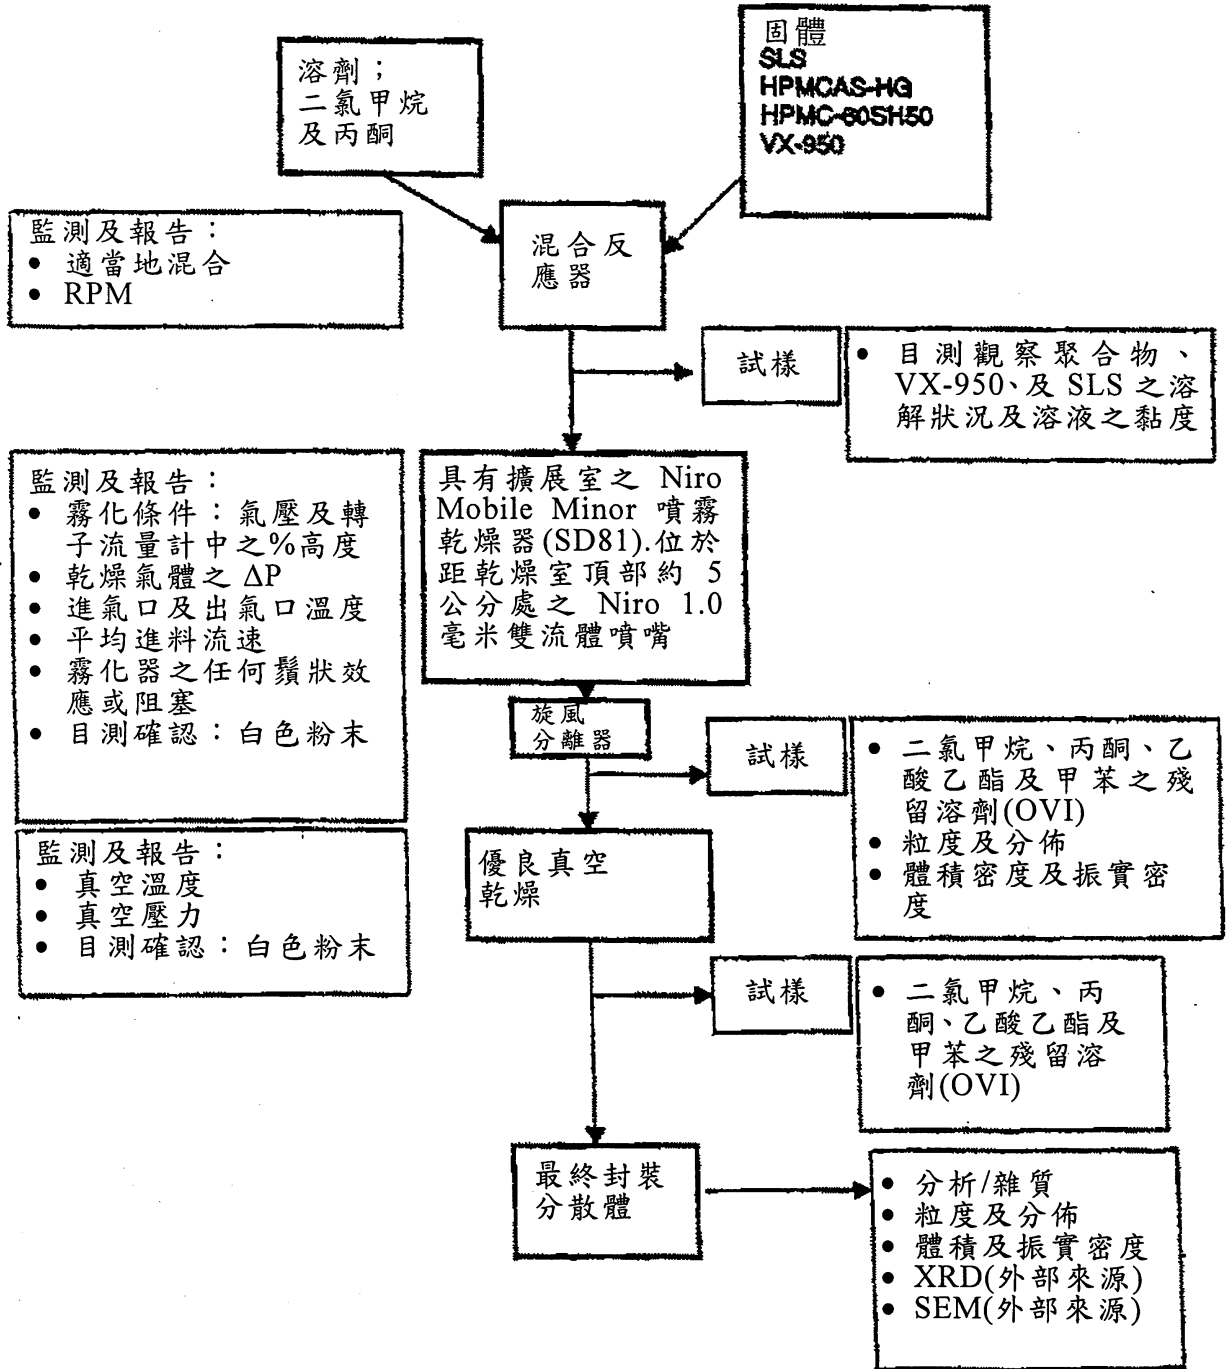 溶劑；
二氯甲烷
及丙酮
固體
SLS
HPMCAS-HG
HPMC-60SH50
VX-950
監測及報告：
• 適當地混合
• RPM
混合反
應器
試樣
• 目測觀察聚合物、
VX-950、及 SLS 之溶
解狀況及溶液之黏度
監測及報告：
• 霧化條件：氣壓及轉
子流量計中之%高度
• 乾燥氣體之 ΔP
• 進氣口及出氣口溫度
• 平均進料流速
• 霧化器之任何鬚狀效
應或阻塞
• 目測確認：白色粉末
具有擴展室之 Niro
Mobile Minor 噴霧
乾燥器(SD81).位於
距乾燥室頂部約 5
公分處之 Niro 1.0
毫米雙流體噴嘴
旋風
分離器
試樣
• 二氯甲烷、丙酮、乙
酸乙酯及甲苯之殘
留溶劑(OVI)
• 粒度及分佈
• 體積密度及振實密
度
監測及報告：
• 真空溫度
• 真空壓力
• 目測確認：白色粉末
優良真空
乾燥
試樣
• 二氯甲烷、丙
酮、乙酸乙酯及
甲苯之殘留溶
劑(OVI)
最終封裝
分散體
• 分析/雜質
• 粒度及分佈
• 體積及振實密度
• XRD(外部來源)
• SEM(外部來源)